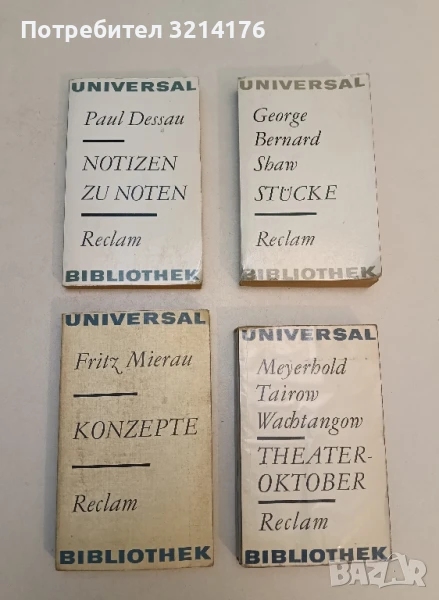 Потребител 3214176
UNIVERSAL
Paul Dessau
NOTIZEN
ZU NOTEN
Reclam
BIBLIOTHEK
UNIVERSAL
George
Bernard
Shaw
STÜCKE
Reclam
BIBLIOTHEK
UNIVERSAL
Fritz Mierau
KONZEPTE
Reclam
BIBLIOTHEK
UNIVERSAL
Meyerhold
Tairow
Wachtangow
THEATER-
OKTOBER
Reclam
BIBLIOTHEK
BAZAR